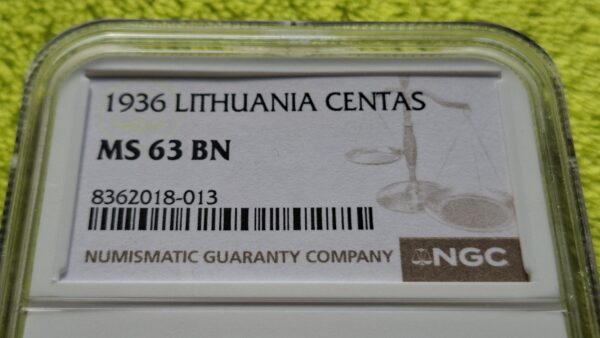 1936 LITHUANIA CENTAS
MS 63 BN
8362018-013
NUMISMATIC GUARANTY COMPANY NGC